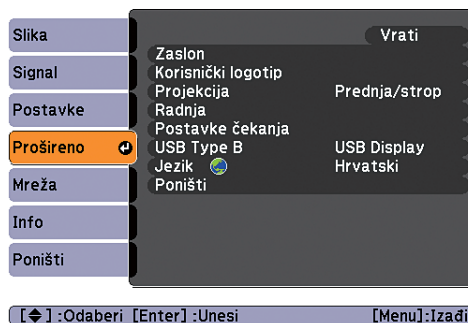 Slika
Signal
Postavke
Prošireno
Mreža
Info
Poništi
Vrati
Zaslon
Korisnički logotip
Projekcija Prednja/strop
Radnja
Postavke čekanja
USB Type B USB Display
Jezik Hrvatski
Poništi
[ ] :Odaberi [Enter] :Unesi [Menu]:Izađi